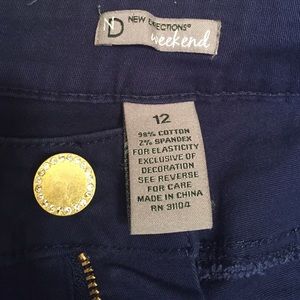 D NEW DIRECTIONS®
weekend
12
98% COTTON
2% SPANDEX
FOR ELASTICITY
EXCLUSIVE OF
DECORATION
SEE REVERSE
FOR CARE
MADE IN CHINA
RN 31104